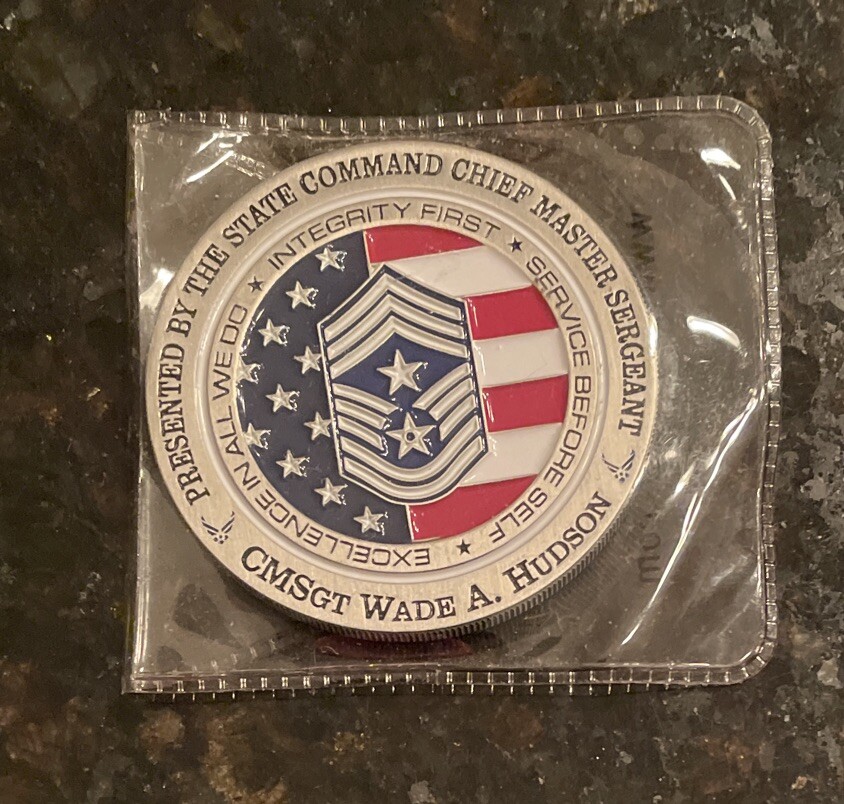 PRESENTED BY THE STATE COMMAND CHIEF MASTER SERGEANT
CMSGT WADE A. HUDSON
INTEGRITY FIRST ★ SERVICE BEFORE SELF ★ EXCELLENCE IN ALL WE DO ★